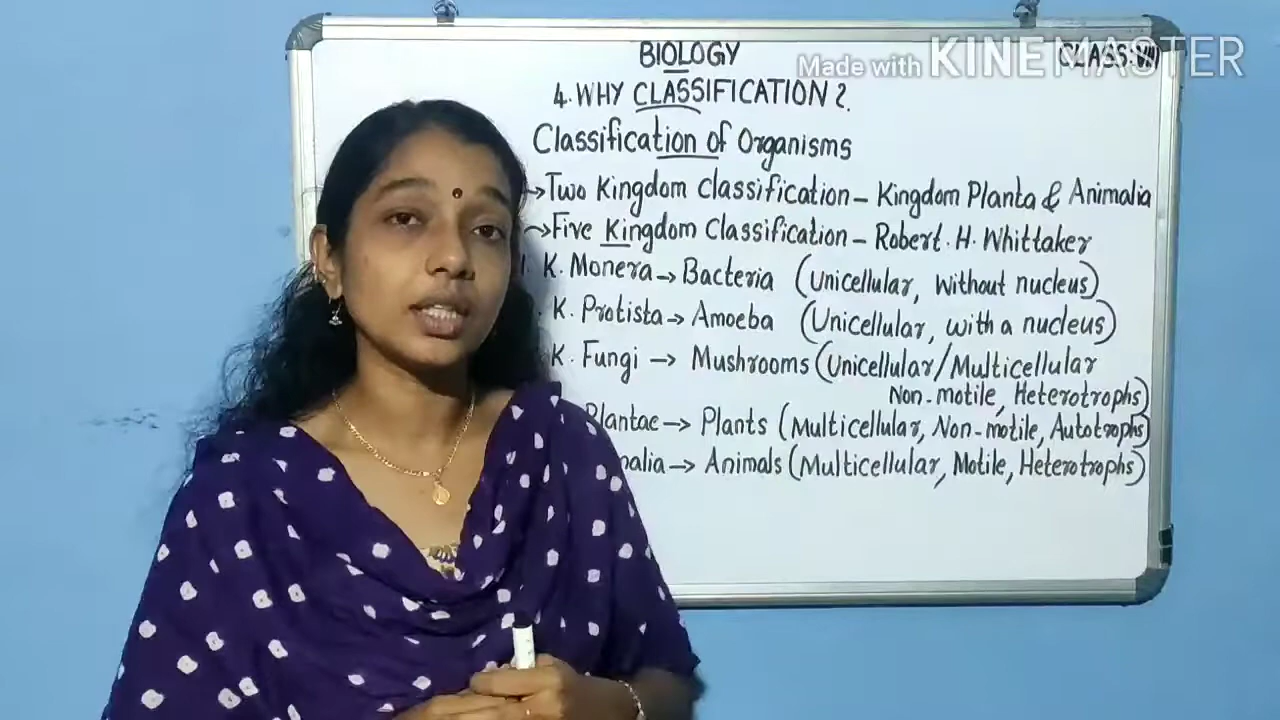 BIOLOGY
Made with KINEMASTER
4. WHY CLASSIFICATION ?.
Classification of Organisms
→Two Kingdom Classification – Kingdom Planta & Animalia
→Five Kingdom Classification – Robert. H. Whittaker
K. Monera → Bacteria (Unicellular, Without nucleus)
K. Protista → Amoeba (Unicellular, with a nucleus)
K. Fungi → Mushrooms (Unicellular/Multicellular
Non-motile, Heterotrophs)
Plantae → Plants (Multicellular, Non-motile, Autotrophs)
malia → Animals (Multicellular, Motile, Heterotrophs)